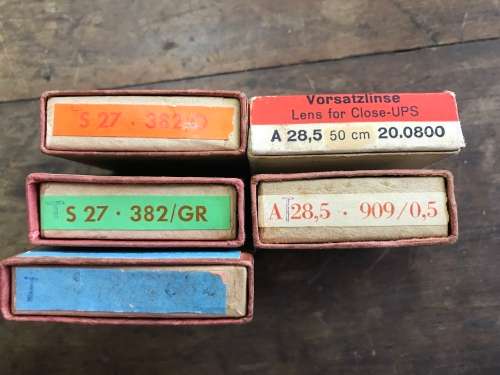 S 27 · 382/O
Vorsatzlinse
Lens for Close-UPS
A 28,5 50 cm 20.0800
S 27 · 382/GR
A 28,5 · 909/0,5